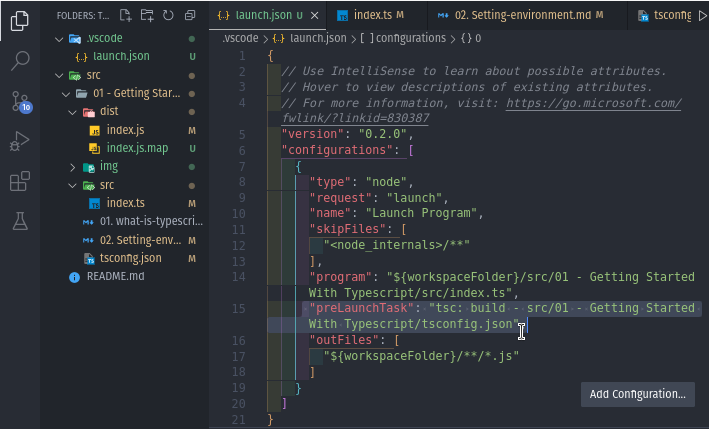 FOLDERS: T...
.vscode
launch.json U
src
01 - Getting Star...
dist
index.js M
index.js.map U
img
src
index.ts M
01. what-is-typescri...
02. Setting-env... M
tsconfig.json M
README.md
10
launch.json U
index.ts M
02. Setting-environment.md M
tsconfig
.vscode > launch.json > [ ] configurations > { } 0
1 {
2 // Use IntelliSense to learn about possible attributes.
3 // Hover to view descriptions of existing attributes.
4 // For more information, visit: https://go.microsoft.com/
fwlink/?linkid=830387
5 "version": "0.2.0",
6 "configurations": [
7 {
8 "type": "node",
9 "request": "launch",
10 "name": "Launch Program",
11 "skipFiles": [
12 "<node_internals>/**"
13 ],
14 "program": "${workspaceFolder}/src/01 - Getting Started
With Typescript/src/index.ts",
15 "preLaunchTask": "tsc: build - src/01 - Getting Started
With Typescript/tsconfig.json",
16 "outFiles": [
17 "${workspaceFolder}/**/*.js"
18 ]
19 }
20 ]
21 }
Add Configuration...